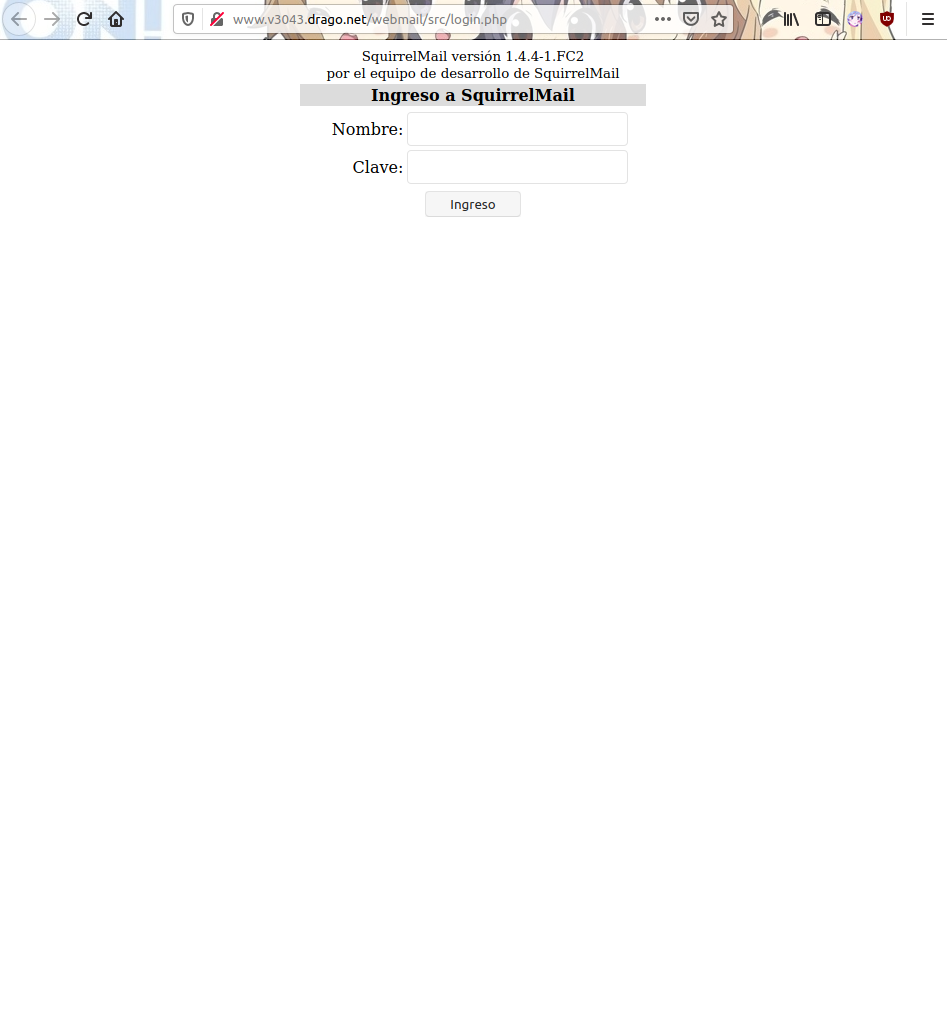 www.v3043.drago.net/webmail/src/login.php
SquirrelMail versión 1.4.4-1.FC2
por el equipo de desarrollo de SquirrelMail
Ingreso a SquirrelMail
Nombre:
Clave:
Ingreso